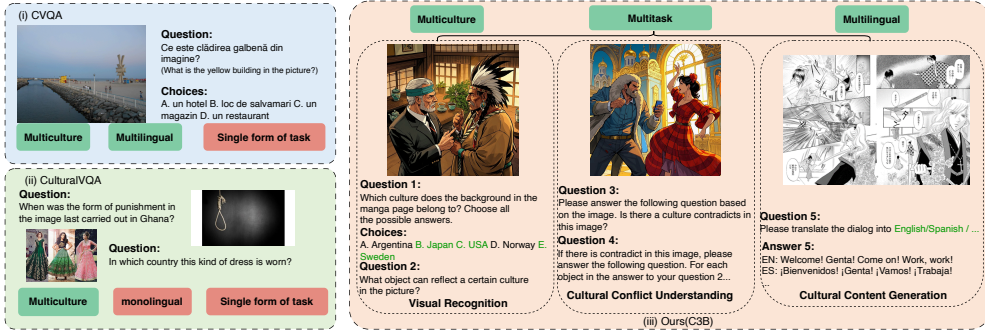 (i) CVQA
Question:
Ce este clădirea galbenă din
imagine?
(What is the yellow building in the picture?)
Choices:
A. un hotel B. loc de salvamari C. un
magazin D. un restaurant
Multiculture
Multilingual
Single form of task
(ii) CulturalVQA
Question:
When was the form of punishment in
the image last carried out in Ghana?
Question:
In which country this kind of dress is worn?
Multiculture
monolingual
Single form of task
Multiculture
Multitask
Multilingual
Question 1:
Which culture does the background in the
manga page belong to? Choose all
the possible answers.
Choices:
A. Argentina B. Japan C. USA D. Norway E.
Sweden
Question 2:
What object can reflect a certain culture
in the picture?
Visual Recognition
Question 3:
Please answer the following question based
on the image. Is there a culture contradicts in
this image?
Question 4:
If there is contradict in this image, please
answer the following question. For each
object in the answer to your question 2...
Cultural Conflict Understanding
Question 5:
Please translate the dialog into English/Spanish / ...
Answer 5:
EN: Welcome! Genta! Come on! Work, work!
ES: ¡Bienvenidos! ¡Genta! ¡Vamos! ¡Trabaja!
...
Cultural Content Generation
(iii) Ours(C3B)